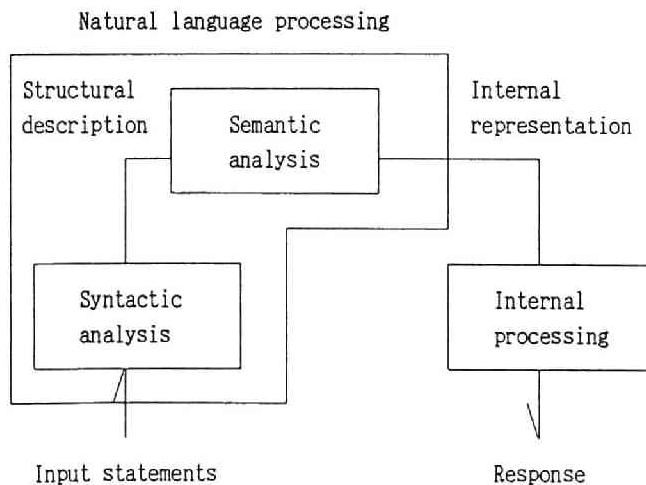 Natural language processing
Structural
description
Semantic
analysis
Internal
representation
Syntactic
analysis
Internal
processing
Input statements
Response